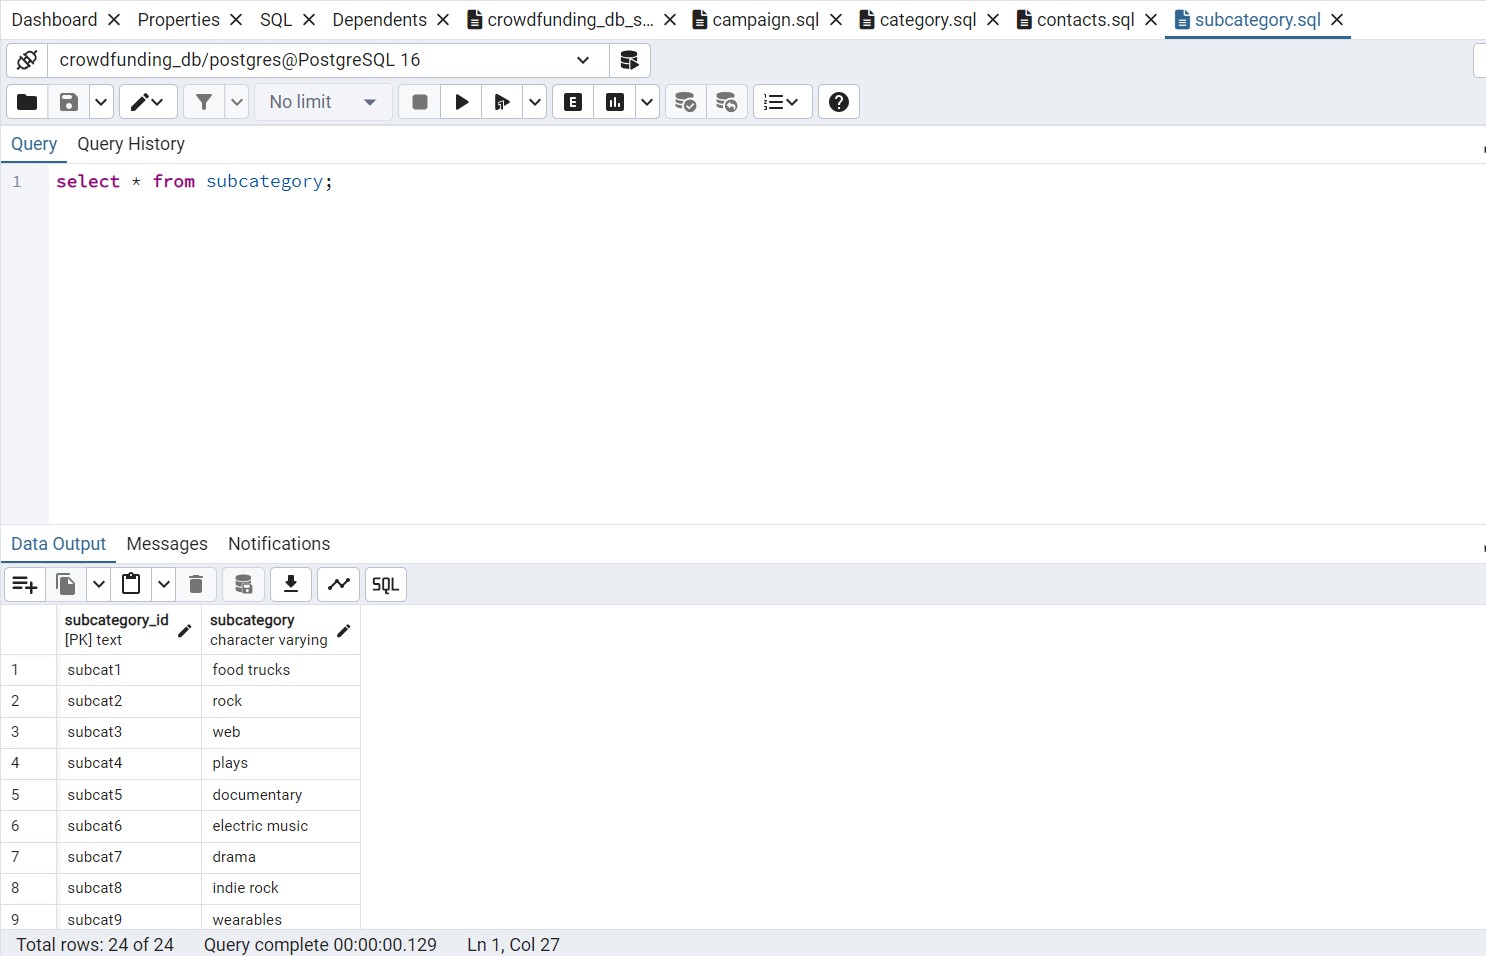 Dashboard Properties SQL Dependents crowdfunding_db_s... campaign.sql category.sql contacts.sql subcategory.sql
crowdfunding_db/postgres@PostgreSQL 16
No limit E
Query Query History
1 select * from subcategory;
Data Output Messages Notifications
SQL
subcategory_id subcategory
[PK] text character varying
1 subcat1 food trucks
2 subcat2 rock
3 subcat3 web
4 subcat4 plays
5 subcat5 documentary
6 subcat6 electric music
7 subcat7 drama
8 subcat8 indie rock
9 subcat9 wearables
Total rows: 24 of 24 Query complete 00:00:00.129 Ln 1, Col 27